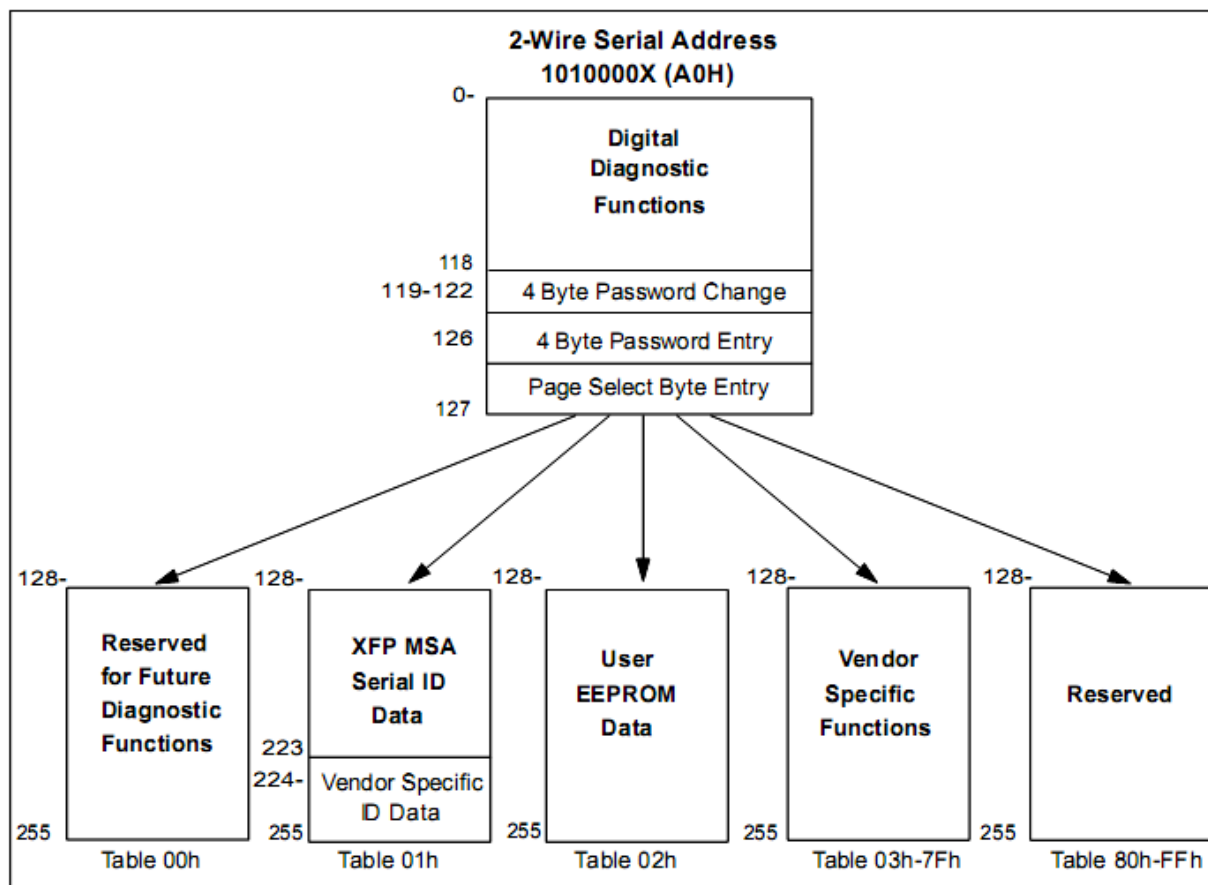 2-Wire Serial Address
1010000X (A0H)
0-
Digital
Diagnostic
Functions
118
119-122
4 Byte Password Change
126
4 Byte Password Entry
Page Select Byte Entry
127
128-
128-
128-
128-
128-
Reserved
for Future
Diagnostic
Functions
XFP MSA
Serial ID
Data
User
EEPROM
Data
Vendor
Specific
Functions
Reserved
223
224-
Vendor Specific
ID Data
255
255
255
255
255
Table 00h
Table 01h
Table 02h
Table 03h-7Fh
Table 80h-FFh